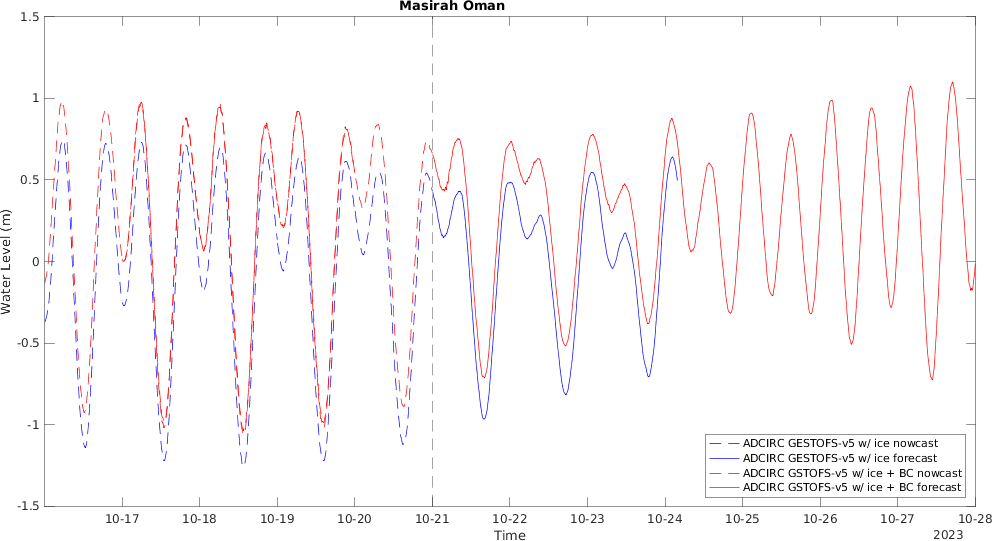 Masirah Oman
1.5
1
0.5
0
-0.5
-1
-1.5
Water Level (m)
10-17 10-18 10-19 10-20 10-21 10-22 10-23 10-24 10-25 10-26 10-27 10-28
Time
2023
ADCIRC GESTOFS-v5 w/ ice nowcast
ADCIRC GESTOFS-v5 w/ ice forecast
ADCIRC GSTOFS-v5 w/ ice + BC nowcast
ADCIRC GSTOFS-v5 w/ ice + BC forecast